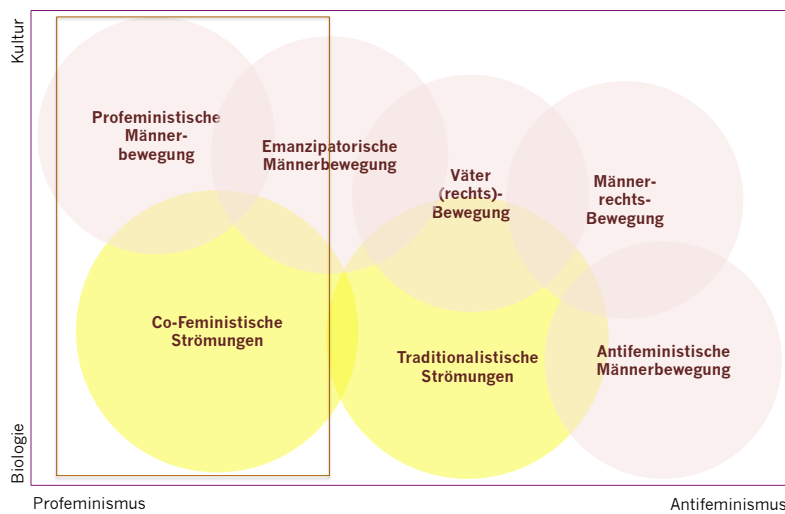 Kultur
Profeministische
Männer-
bewegung
Emanzipatorische
Männerbewegung
Väter
(rechts)-
Bewegung
Männer-
rechts-
Bewegung
Co-Feministische
Strömungen
Traditionalistische
Strömungen
Antifeministische
Männerbewegung
Biologie
Profeminismus
Antifeminismus